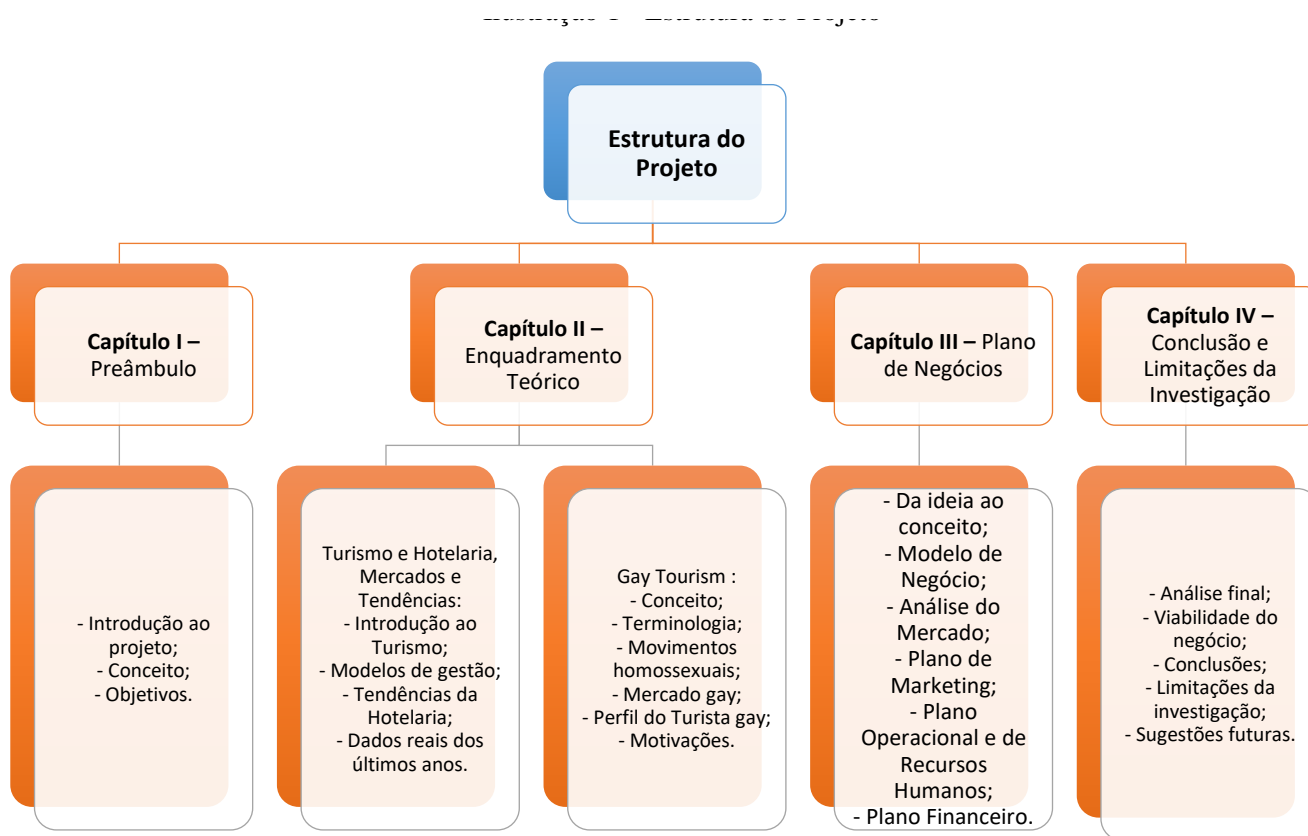 Estrutura do
Projeto
Capítulo I –
Preâmbulo
Capítulo II –
Enquadramento
Teórico
Capítulo III – Plano
de Negócios
Capítulo IV –
Conclusão e
Limitações da
Investigação
- Introdução ao
projeto;
- Conceito;
- Objetivos.
Turismo e Hotelaria,
Mercados e
Tendências:
- Introdução ao
Turismo;
- Modelos de gestão;
- Tendências da
Hotelaria;
- Dados reais dos
últimos anos.
Gay Tourism :
- Conceito;
- Terminologia;
- Movimentos
homossexuais;
- Mercado gay;
- Perfil do Turista gay;
- Motivações.
- Da ideia ao
conceito;
- Modelo de
Negócio;
- Análise do
Mercado;
- Plano de
Marketing;
- Plano
Operacional e de
Recursos
Humanos;
- Plano Financeiro.
- Análise final;
- Viabilidade do
negócio;
- Conclusões;
- Limitações da
investigação;
- Sugestões futuras.